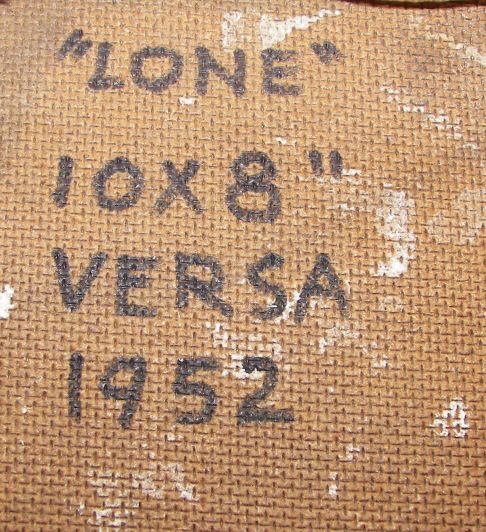 "LONE"
10X8"
VERSA
1952